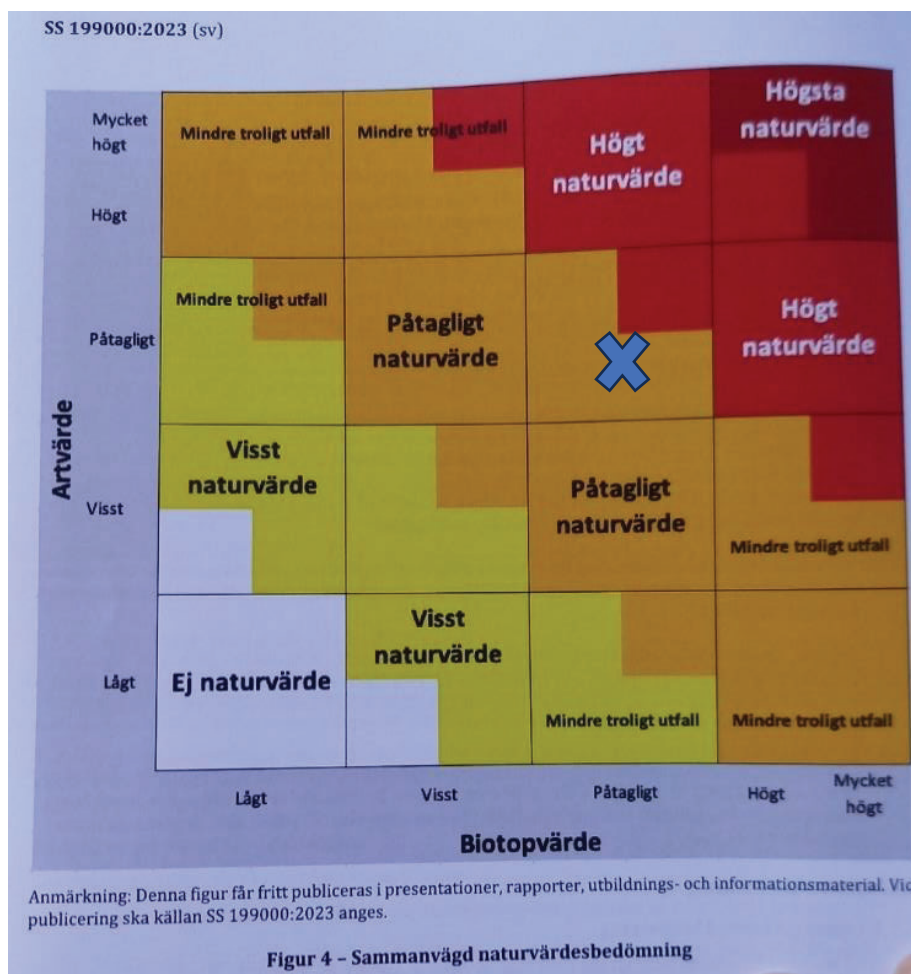 SS 199000:2023 (sv)
Mycket
högt
Mindre troligt utfall
Mindre troligt utfall
Högt
naturvärde
Högsta
naturvärde
Högt
Påtagligt
Mindre troligt utfall
Påtagligt
naturvärde
Högt
naturvärde
Artvärde
Visst
Visst
naturvärde
Påtagligt
naturvärde
Mindre troligt utfall
Lågt
Ej naturvärde
Visst
naturvärde
Mindre troligt utfall
Mindre troligt utfall
Lågt
Visst
Påtagligt
Högt
Mycket
högt
Biotopvärde
Anmärkning: Denna figur får fritt publiceras i presentationer, rapporter, utbildnings- och informationsmaterial.
publicering ska källan SS 199000:2023 anges.
Figur 4 – Sammanvägd naturvärdesbedömning